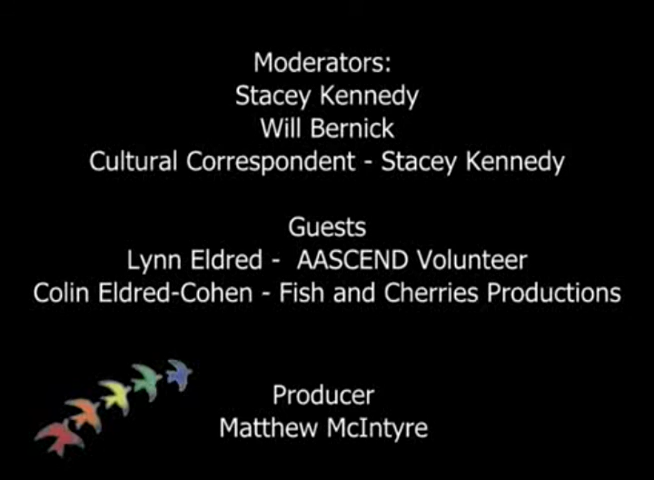 Moderators:
Stacey Kennedy
Will Bernick
Cultural Correspondent - Stacey Kennedy
Guests
Lynn Eldred -  AASCEND Volunteer
Colin Eldred-Cohen - Fish and Cherries Productions
Producer
Matthew McIntyre